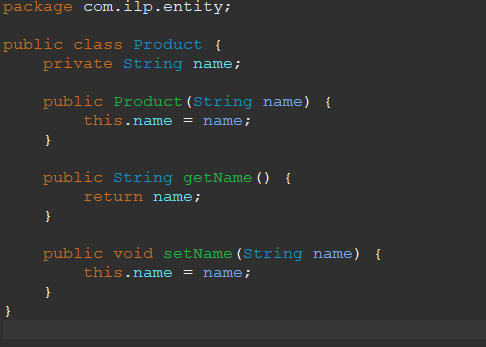 package com.ilp.entity;
public class Product {
private String name;
public Product(String name) {
this.name = name;
}
public String getName() {
return name;
}
public void setName(String name) {
this.name = name;
}
}